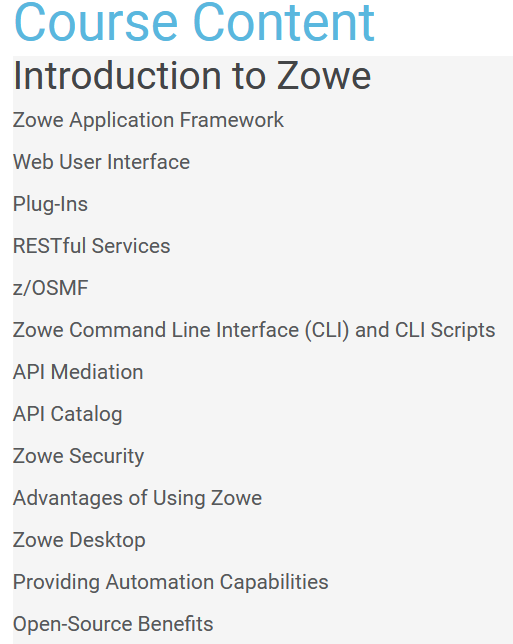 Course Content
Introduction to Zowe
Zowe Application Framework
Web User Interface
Plug-Ins
RESTful Services
z/OSMF
Zowe Command Line Interface (CLI) and CLI Scripts
API Mediation
API Catalog
Zowe Security
Advantages of Using Zowe
Zowe Desktop
Providing Automation Capabilities
Open-Source Benefits